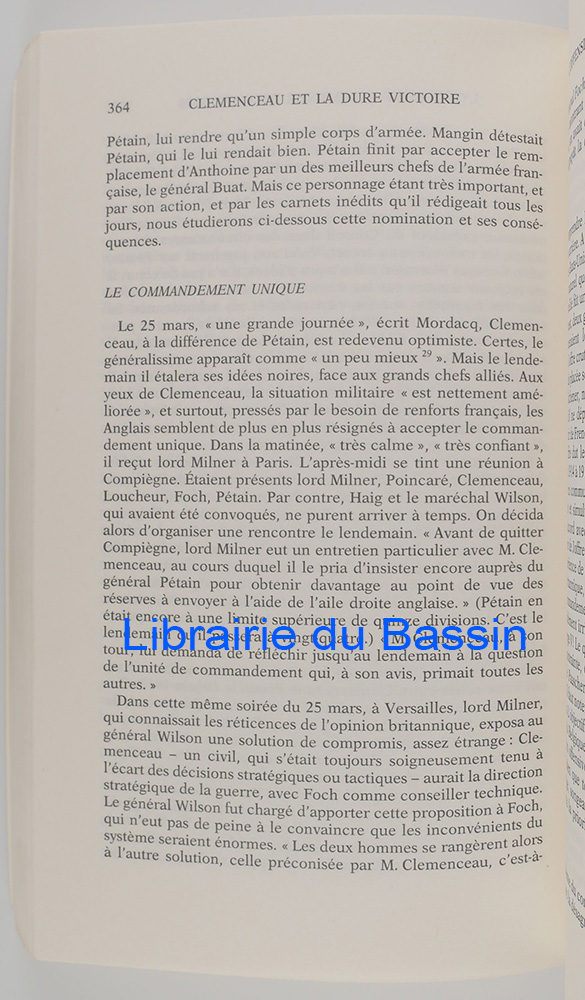 364
CLEMENCEAU ET LA DURE VICTOIRE
Pétain, lui rendre qu'un simple corps d'armée. Mangin détestait
Pétain, qui le lui rendait bien. Pétain finit par accepter le rem-
placement d'Anthoine par un des meilleurs chefs de l'armée fran-
çaise, le général Buat. Mais ce personnage étant très important, et
par son action, et par les carnets inédits qu'il rédigeait tous les
jours, nous étudierons ci-dessous cette nomination et ses consé-
quences.
LE COMMANDEMENT UNIQUE
Le 25 mars, « une grande journée », écrit Mordacq, Clemen-
ceau, à la différence de Pétain, est redevenu optimiste. Certes, le
généralissime apparaît comme « un peu mieux 29 ». Mais le lende-
main il étalera ses idées noires, face aux grands chefs alliés. Aux
yeux de Clemenceau, la situation militaire « est nettement amé-
liorée », et surtout, pressés par le besoin de renforts français, les
Anglais semblent de plus en plus résignés à accepter le comman-
dement unique. Dans la matinée, « très calme », « très confiant »,
il reçut lord Milner à Paris. L'après-midi se tint une réunion à
Compiègne. Étaient présents lord Milner, Poincaré, Clemenceau,
Loucheur, Foch, Pétain. Par contre, Haig et le maréchal Wilson,
qui avaient été convoqués, ne purent arriver à temps. On décida
alors d'organiser une rencontre le lendemain. « Avant de quitter
Compiègne, lord Milner eut un entretien particulier avec M. Cle-
menceau, au cours duquel il le pria d'insister encore auprès du
général Pétain pour obtenir davantage au point de vue des
réserves à envoyer à l'aide de l'aile droite anglaise. » (Pétain en
était encore à une limite supérieure de quinze divisions. C'est le
lendemain qu'il passera à vingt-quatre.) « M. Clemenceau, à son
tour, lui demanda de réfléchir jusqu'au lendemain à la question
de l'unité de commandement qui, à son avis, primait toutes les
autres. »
Dans cette même soirée du 25 mars, à Versailles, lord Milner,
qui connaissait les réticences de l'opinion britannique, exposa au
général Wilson une solution de compromis, assez étrange : Cle-
menceau – un civil, qui s'était toujours soigneusement tenu à
l'écart des décisions stratégiques ou tactiques – aurait la direction
stratégique de la guerre, avec Foch comme conseiller technique.
Le général Wilson fut chargé d'apporter cette proposition à Foch,
qui n'eut pas de peine à le convaincre que les inconvénients du
système seraient énormes. « Les deux hommes se rangèrent alors
à l'autre solution, celle préconisée par M. Clemenceau, c'est-à-
Librairie du Bassin